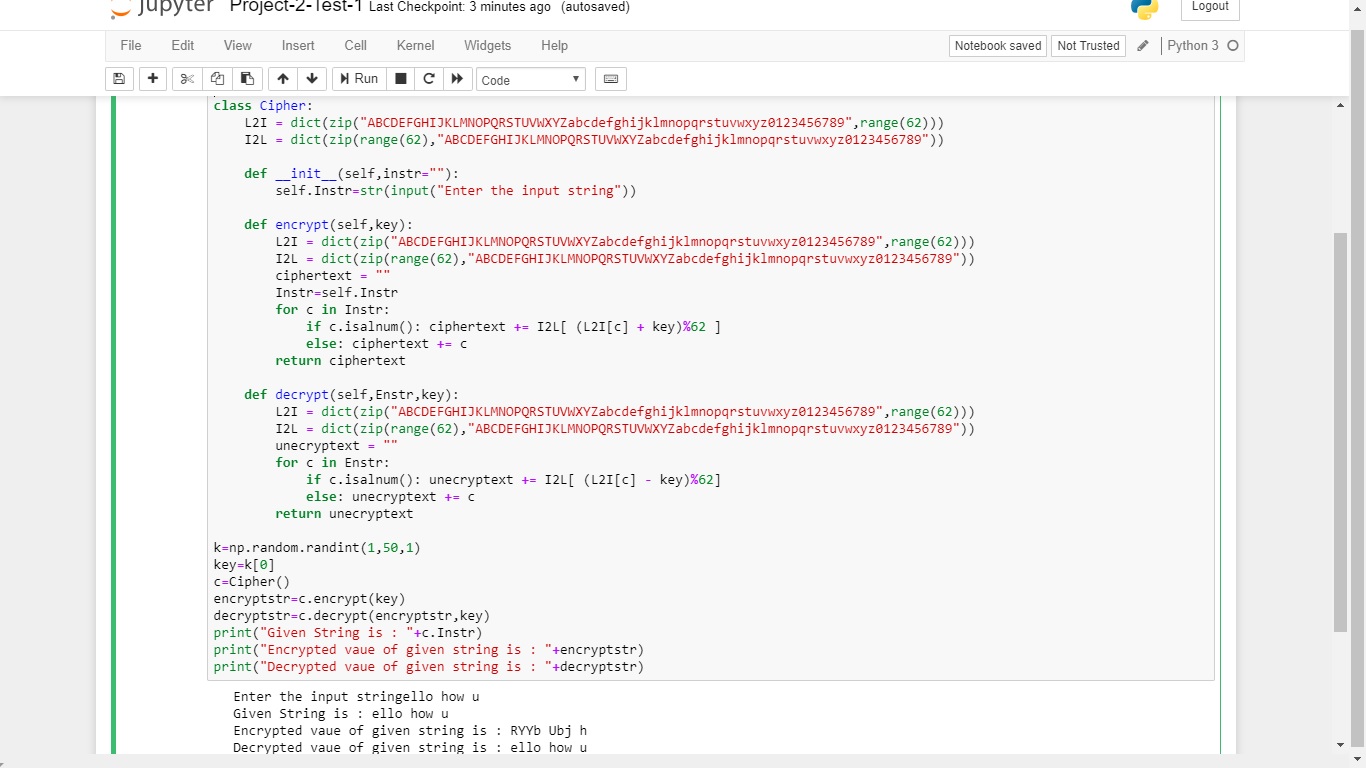 jupyter Project-2-Test-1 Last Checkpoint: 3 minutes ago (autosaved) Logout
File Edit View Insert Cell Kernel Widgets Help Notebook saved Not Trusted Python 3
Run Code
class Cipher:
    L2I = dict(zip("ABCDEFGHIJKLMNOPQRSTUVWXYZabcdefghijklmnopqrstuvwxyz0123456789",range(62)))
    I2L = dict(zip(range(62),"ABCDEFGHIJKLMNOPQRSTUVWXYZabcdefghijklmnopqrstuvwxyz0123456789"))
    def __init__(self,instr=""):
        self.Instr=str(input("Enter the input string"))
    def encrypt(self,key):
        L2I = dict(zip("ABCDEFGHIJKLMNOPQRSTUVWXYZabcdefghijklmnopqrstuvwxyz0123456789",range(62)))
        I2L = dict(zip(range(62),"ABCDEFGHIJKLMNOPQRSTUVWXYZabcdefghijklmnopqrstuvwxyz0123456789"))
        ciphertext = ""
        Instr=self.Instr
        for c in Instr:
            if c.isalnum(): ciphertext += I2L[ (L2I[c] + key)%62 ]
            else: ciphertext += c
        return ciphertext
    def decrypt(self,Enstr,key):
        L2I = dict(zip("ABCDEFGHIJKLMNOPQRSTUVWXYZabcdefghijklmnopqrstuvwxyz0123456789",range(62)))
        I2L = dict(zip(range(62),"ABCDEFGHIJKLMNOPQRSTUVWXYZabcdefghijklmnopqrstuvwxyz0123456789"))
        unecryptext = ""
        for c in Enstr:
            if c.isalnum(): unecryptext += I2L[ (L2I[c] - key)%62]
            else: unecryptext += c
        return unecryptext
k=np.random.randint(1,50,1)
key=k[0]
c=Cipher()
encryptstr=c.encrypt(key)
decryptstr=c.decrypt(encryptstr,key)
print("Given String is : "+c.Instr)
print("Encrypted vaue of given string is : "+encryptstr)
print("Decrypted vaue of given string is : "+decryptstr)
Enter the input stringello how u
Given String is : ello how u
Encrypted vaue of given string is : RYYb Ubj h
Decrypted vaue of given string is : ello how u